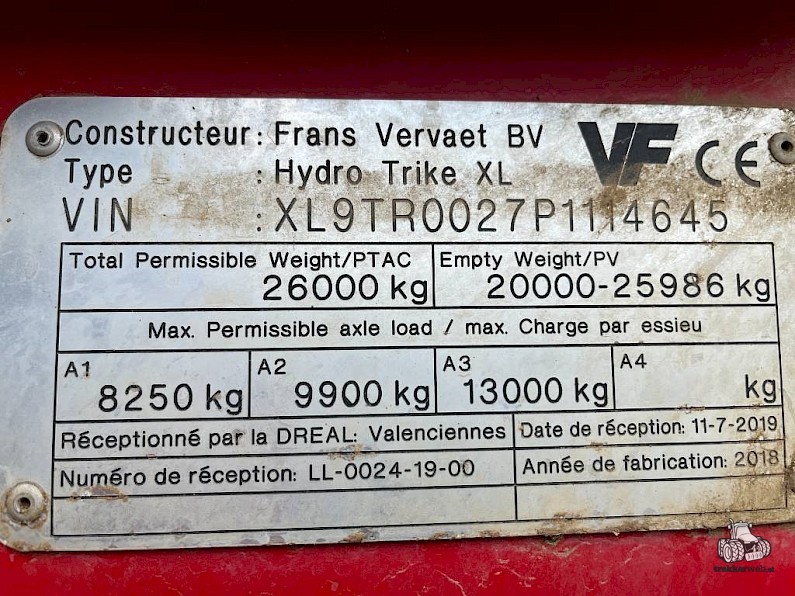 Constructeur: Frans Vervaet BV VF CE
Type : Hydro Trike XL
VIN : XL9TR0027P1114645
Total Permissible Weight/PTAC Empty Weight/PV
26000 kg 20000-25986 kg
Max. Permissible axle load / max. Charge par essieu
A1 A2 A3 A4
8250 kg 9900 kg 13000 kg kg
Réceptionné par la DREAL: Valenciennes Date de réception: 11-7-2019
Numéro de réception: LL-0024-19-00 Année de fabrication: 2018